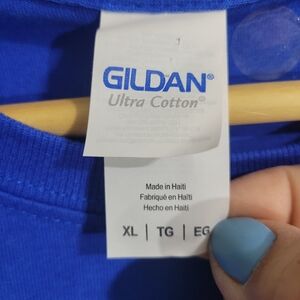 GILDAN®
Ultra Cotton®
Made in Haiti
Fabriqué en Haïti
Hecho en Haití
XL | TG | EG